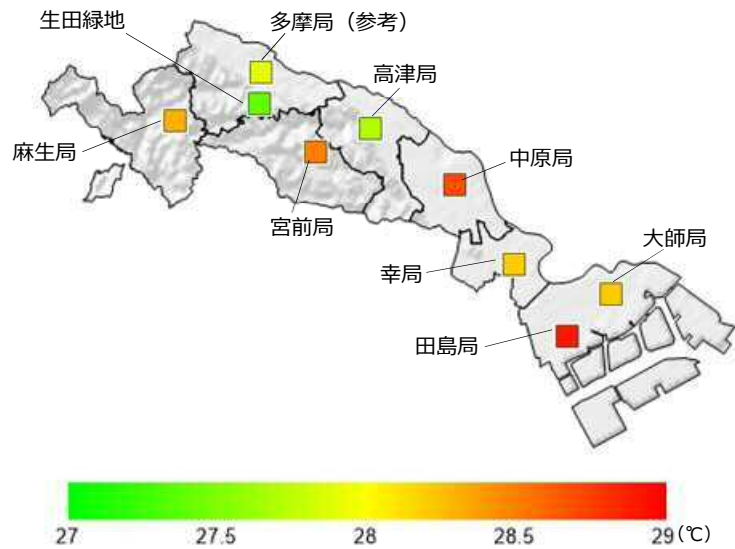 生田緑地
多摩局（参考）
高津局
麻生局
中原局
宮前局
大師局
幸局
田島局
27
27.5
28
28.5
29(℃)